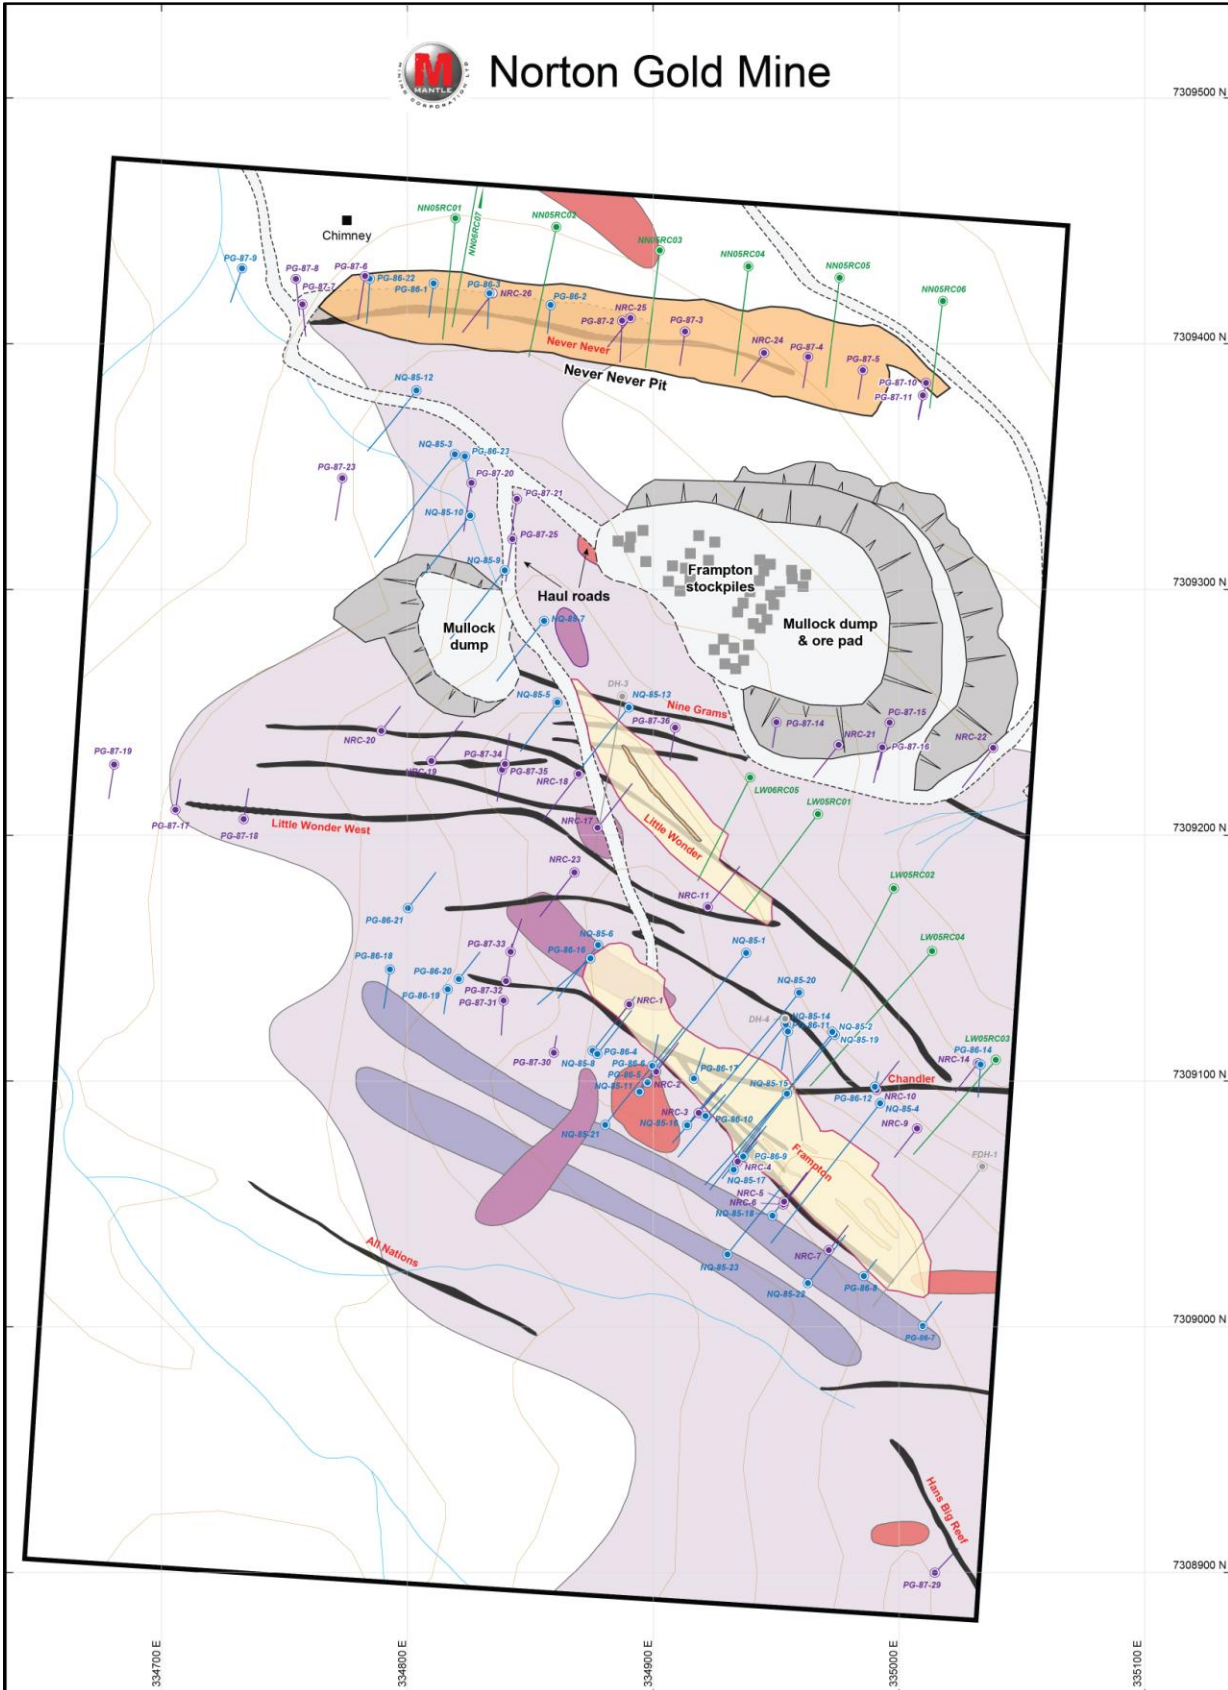 M
MANTLE
MINING CORPORATION LTD
Norton Gold Mine
7309500 N
NN05RC01
NN06RC07
NN05RC02
NN05RC03
NN05RC04
NN05RC05
NN05RC06
Chimney
PG-87-9
PG-87-8
PG-87-7
PG-87-6
PG-86-22
PG-86-1
PG-86-3
NRC-26
PG-86-2
NRC-25
PG-87-2
PG-87-3
NRC-24
PG-87-4
PG-87-5
PG-87-10
PG-87-11
7309400 N
Never Never
Never Never Pit
NQ-85-12
NQ-85-3
PG-86-23
PG-87-23
PG-87-20
PG-87-21
NQ-85-10
PG-87-25
NQ-85-9
Frampton
stockpiles
Haul roads
7309300 N
Mullock
dump
NQ-85-7
Mullock dump
& ore pad
DH-3
NQ-85-5
NQ-85-13
Nine Grams
PG-87-36
PG-87-14
PG-87-15
NRC-21
PG-87-16
NRC-22
NRC-20
PG-87-19
PG-87-34
NRC-19
PG-87-35
NRC-18
LW06RC05
LW05RC01
PG-87-17
PG-87-18
Little Wonder West
NRC-17
Little Wonder
7309200 N
NRC-23
LW05RC02
NRC-11
PG-86-21
NQ-85-6
PG-87-33
PG-86-16
NQ-85-1
LW05RC04
PG-86-18
PG-86-20
PG-86-19
PG-87-32
PG-87-31
NQ-85-20
NRC-1
DH-4
NQ-85-14
PG-86-11
NQ-85-2
NQ-85-19
LW05RC03
PG-86-14
NRC-14
PG-87-30
PG-86-4
NQ-85-8
PG-86-6
PG-86-5
NRC-2
NQ-85-11
PG-86-17
NQ-85-15
Chandler
7309100 N
PG-86-12
NRC-10
NQ-85-4
NRC-3
PG-86-10
NQ-85-16
NQ-85-21
NRC-9
PG-86-9
NRC-4
NQ-85-17
Frampton
FDH-1
NRC-5
NRC-6
NQ-85-18
NRC-7
All Nations
NQ-85-23
NQ-85-22
PG-86-8
7309000 N
PG-86-7
Hans Big Reef
7308900 N
PG-87-29
334700 E
334800 E
334900 E
335000 E
335100 E